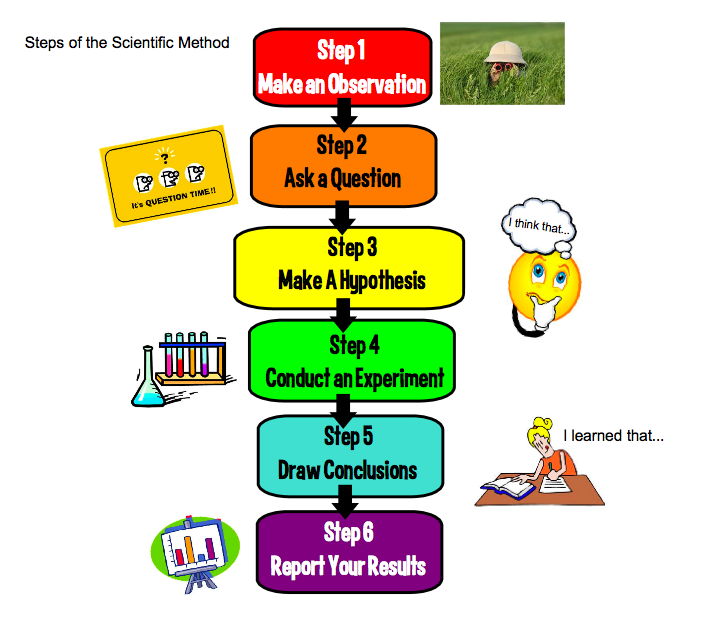 Steps of the Scientific Method
Step 1
Make an Observation
Step 2
Ask a Question
?
It's QUESTION TIME!!
Step 3
Make A Hypothesis
I think that...
Step 4
Conduct an Experiment
Step 5
Draw Conclusions
I learned that...
Step 6
Report Your Results